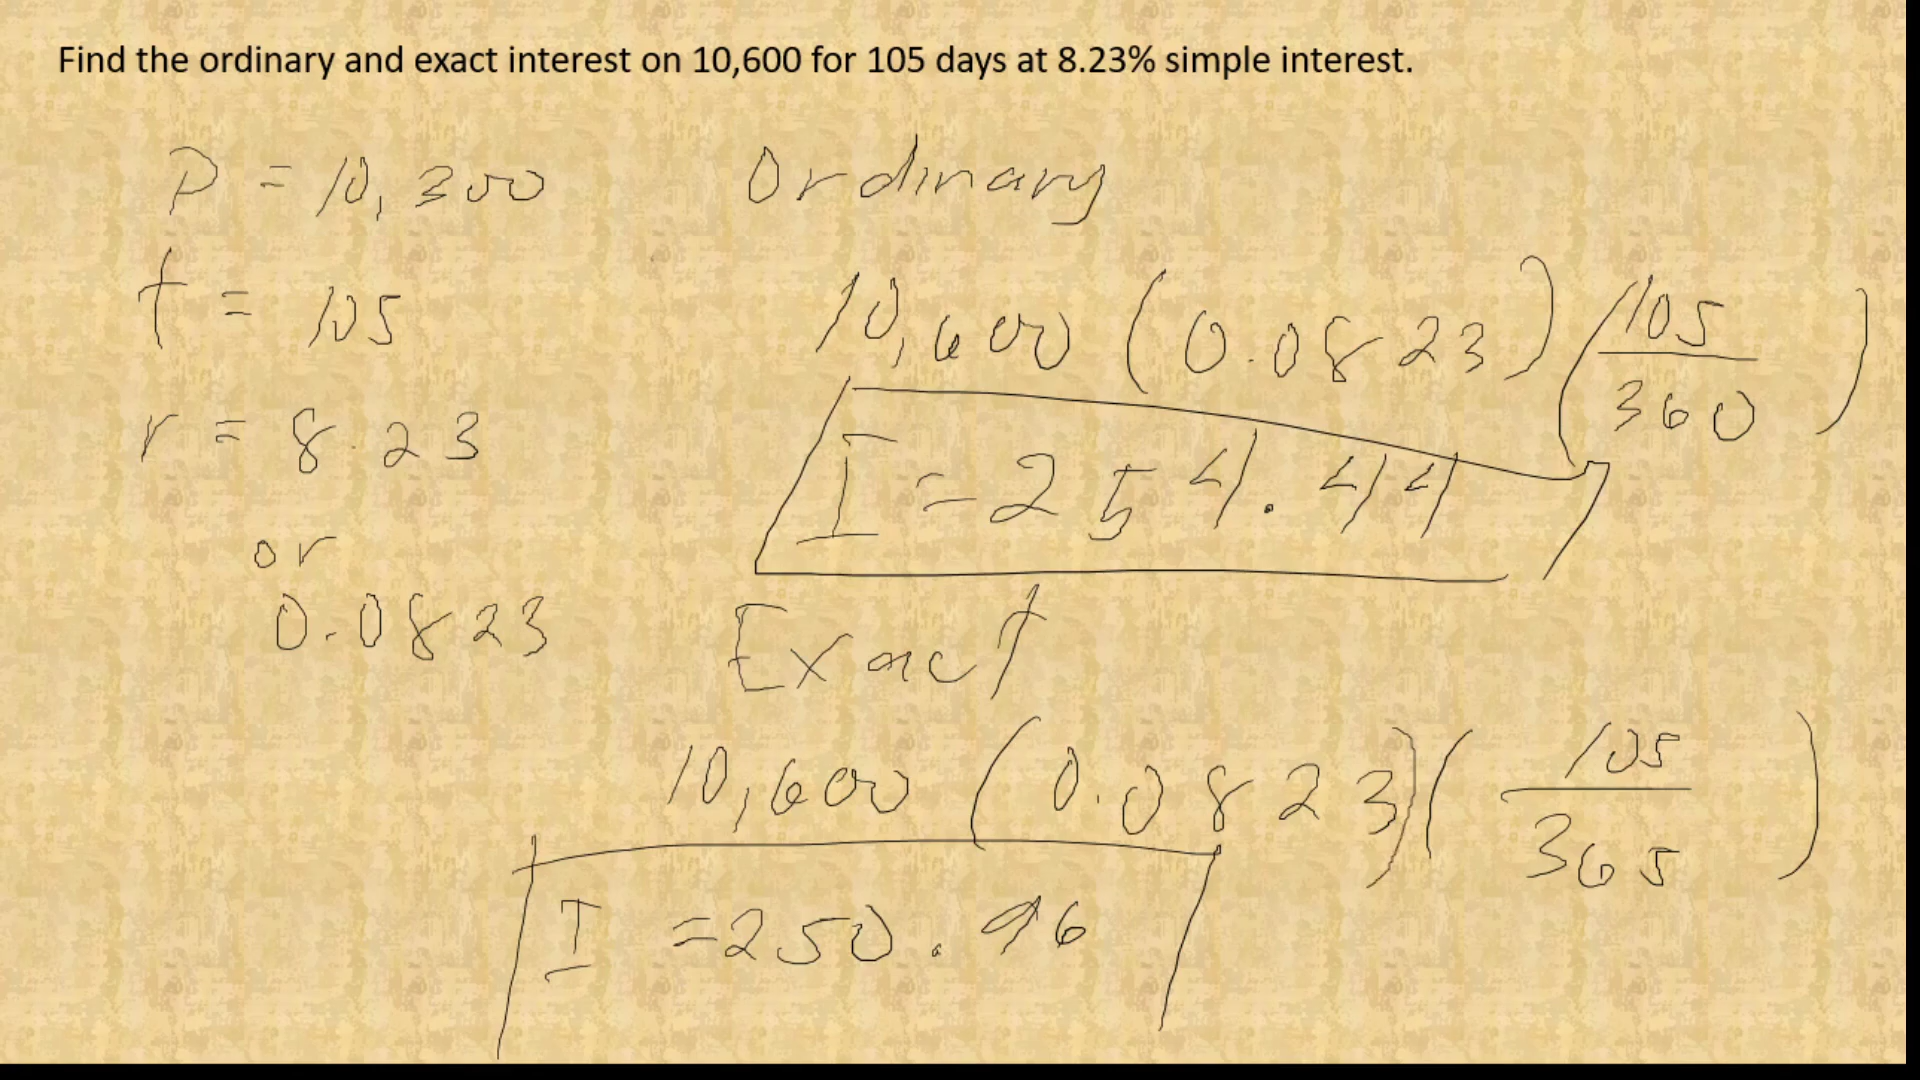 Find the ordinary and exact interest on 10,600 for 105 days at 8.23% simple interest.
P = 10,300
t = 105
r = 8.23
or
0.0823
Ordinary
10,600 (0.0823) (105/360)
I = 254.44
Exact
10,600 (0.0823) (105/365)
I = 250.96